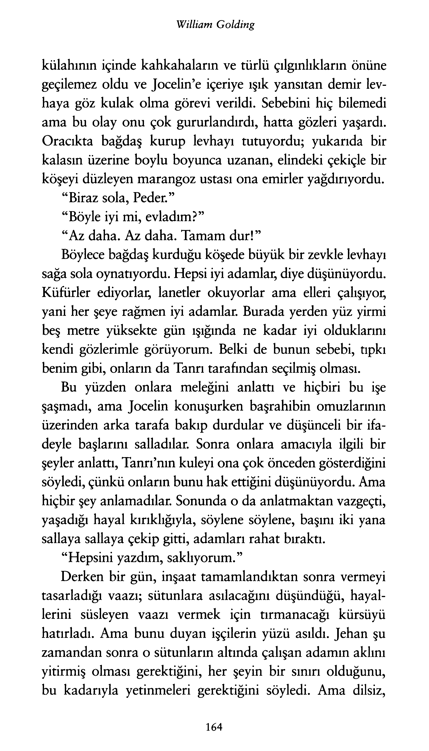 William Golding
külahının içinde kahkahaların ve türlü çılgınlıkların önüne
geçilemez oldu ve Jocelin’e içeriye ışık yansıtan demir lev-
haya göz kulak olma görevi verildi. Sebebini hiç bilemedi
ama bu olay onu çok gururlandırdı, hatta gözleri yaşardı.
Oracıkta bağdaş kurup levhayı tutuyordu; yukarıda bir
kalasın üzerine boylu boyunca uzanan, elindeki çekiçle bir
köşeyi düzleyen marangoz ustası ona emirler yağdırıyordu.
“Biraz sola, Peder.”
“Böyle iyi mi, evladım?”
“Az daha. Az daha. Tamam dur!”
Böylece bağdaş kurduğu köşede büyük bir zevkle levhayı
sağa sola oynatıyordu. Hepsi iyi adamlar, diye düşünüyordu.
Küfürler ediyorlar, lanetler okuyorlar ama elleri çalışıyor,
yani her şeye rağmen iyi adamlar. Burada yerden yüz yirmi
beş metre yüksekte gün ışığında ne kadar iyi olduklarını
kendi gözlerimle görüyorum. Belki de bunun sebebi, tıpkı
benim gibi, onların da Tanrı tarafından seçilmiş olması.
Bu yüzden onlara meleğini anlattı ve hiçbiri bu işe
şaşmadı, ama Jocelin konuşurken başrahibin omuzlarının
üzerinden arka tarafa bakıp durdular ve düşünceli bir ifa-
deyle başlarını salladılar. Sonra onlara amacıyla ilgili bir
şeyler anlattı, Tanrı’nın kuleyi ona çok önceden gösterdiğini
söyledi, çünkü onların bunu hak ettiğini düşünüyordu. Ama
hiçbir şey anlamadılar. Sonunda o da anlatmaktan vazgeçti,
yaşadığı hayal kırıklığıyla, söylene söylene, başını iki yana
sallaya sallaya çekip gitti, adamları rahat bıraktı.
“Hepsini yazdım, saklıyorum.”
Derken bir gün, inşaat tamamlandıktan sonra vermeyi
tasarladığı vaazı; sütunlara asılacağını düşündüğü, hayal-
lerini süsleyen vaazı vermek için tırmanacağı kürsüyü
hatırladı. Ama bunu duyan işçilerin yüzü asıldı. Jehan şu
zamandan sonra o sütunların altında çalışan adamın aklını
yitirmiş olması gerektiğini, her şeyin bir sınırı olduğunu,
bu kadarıyla yetinmeleri gerektiğini söyledi. Ama dilsiz,
164